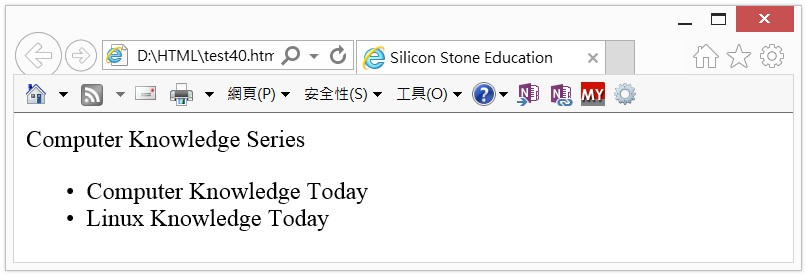 D:\HTML\test40.htm
Silicon Stone Education
網頁(P)
安全性(S)
工具(O)
?
MY
Computer Knowledge Series
• Computer Knowledge Today
• Linux Knowledge Today